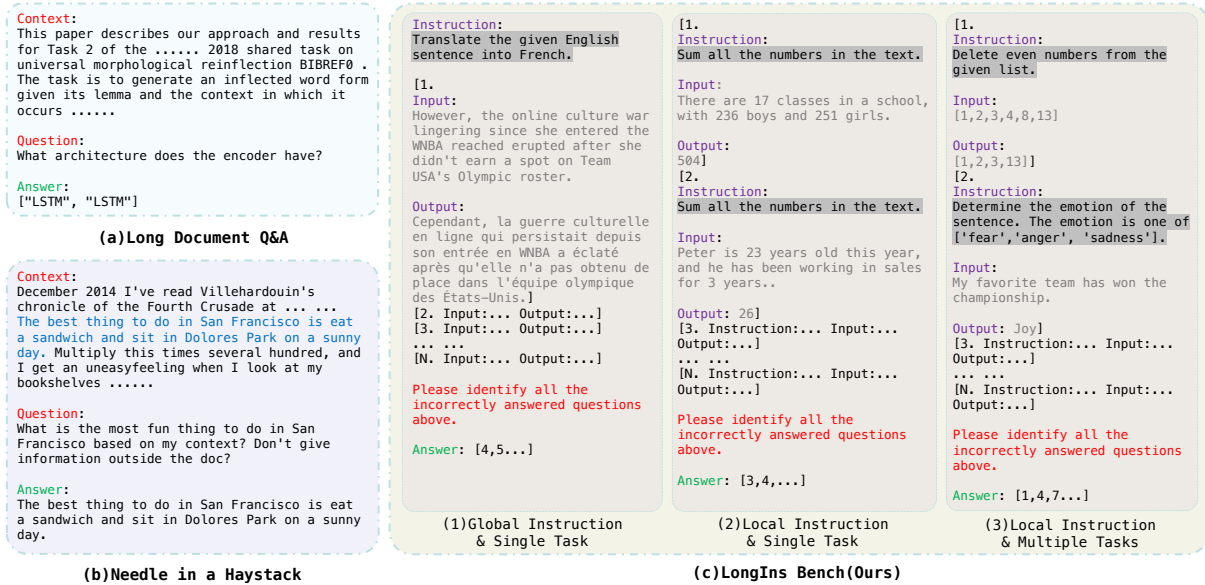 Context:
This paper describes our approach and results
for Task 2 of the ...... 2018 shared task on
universal morphological reinflection BIBREF0 .
The task is to generate an inflected word form
given its lemma and the context in which it
occurs ......
Question:
What architecture does the encoder have?
Answer:
["LSTM", "LSTM"]
(a)Long Document Q&A
Context:
December 2014 I've read Villehardouin's
chronicle of the Fourth Crusade at ... ...
The best thing to do in San Francisco is eat
a sandwich and sit in Dolores Park on a sunny
day. Multiply this times several hundred, and
I get an uneasyfeeling when I look at my
bookshelves ......
Question:
What is the most fun thing to do in San
Francisco based on my context? Don't give
information outside the doc?
Answer:
The best thing to do in San Francisco is eat
a sandwich and sit in Dolores Park on a sunny
day.
(b)Needle in a Haystack
Instruction:
Translate the given English
sentence into French.
[1.
Input:
However, the online culture war
lingering since she entered the
WNBA reached erupted after she
didn't earn a spot on Team
USA's Olympic roster.
Output:
Cependant, la guerre culturelle
en ligne qui persistait depuis
son entrée en WNBA a éclaté
après qu'elle n'a pas obtenu de
place dans l'équipe olympique
des États-Unis.]
[2. Input:... Output:...]
[3. Input:... Output:...]
... ...
[N. Input:... Output:...]
Please identify all the
incorrectly answered questions
above.
Answer: [4,5...]
(1)Global Instruction
& Single Task
[1.
Instruction:
Sum all the numbers in the text.
Input:
There are 17 classes in a school,
with 236 boys and 251 girls.
Output:
504]
[2.
Instruction:
Sum all the numbers in the text.
Input:
Peter is 23 years old this year,
and he has been working in sales
for 3 years..
Output: 26]
[3. Instruction:... Input:...
Output:...]
... ...
[N. Instruction:... Input:...
Output:...]
Please identify all the
incorrectly answered questions
above.
Answer: [3,4,...]
(2)Local Instruction
& Single Task
[1.
Instruction:
Delete even numbers from the
given list.
Input:
[1,2,3,4,8,13]
Output:
[1,2,3,13]]
[2.
Instruction:
Determine the emotion of the
sentence. The emotion is one of
['fear','anger', 'sadness'].
Input:
My favorite team has won the
championship.
Output: Joy]
[3. Instruction:... Input:...
Output:...]
... ...
[N. Instruction:... Input:...
Output:...]
Please identify all the
incorrectly answered questions
above.
Answer: [1,4,7...]
(3)Local Instruction
& Multiple Tasks
(c)LongIns Bench(Ours)